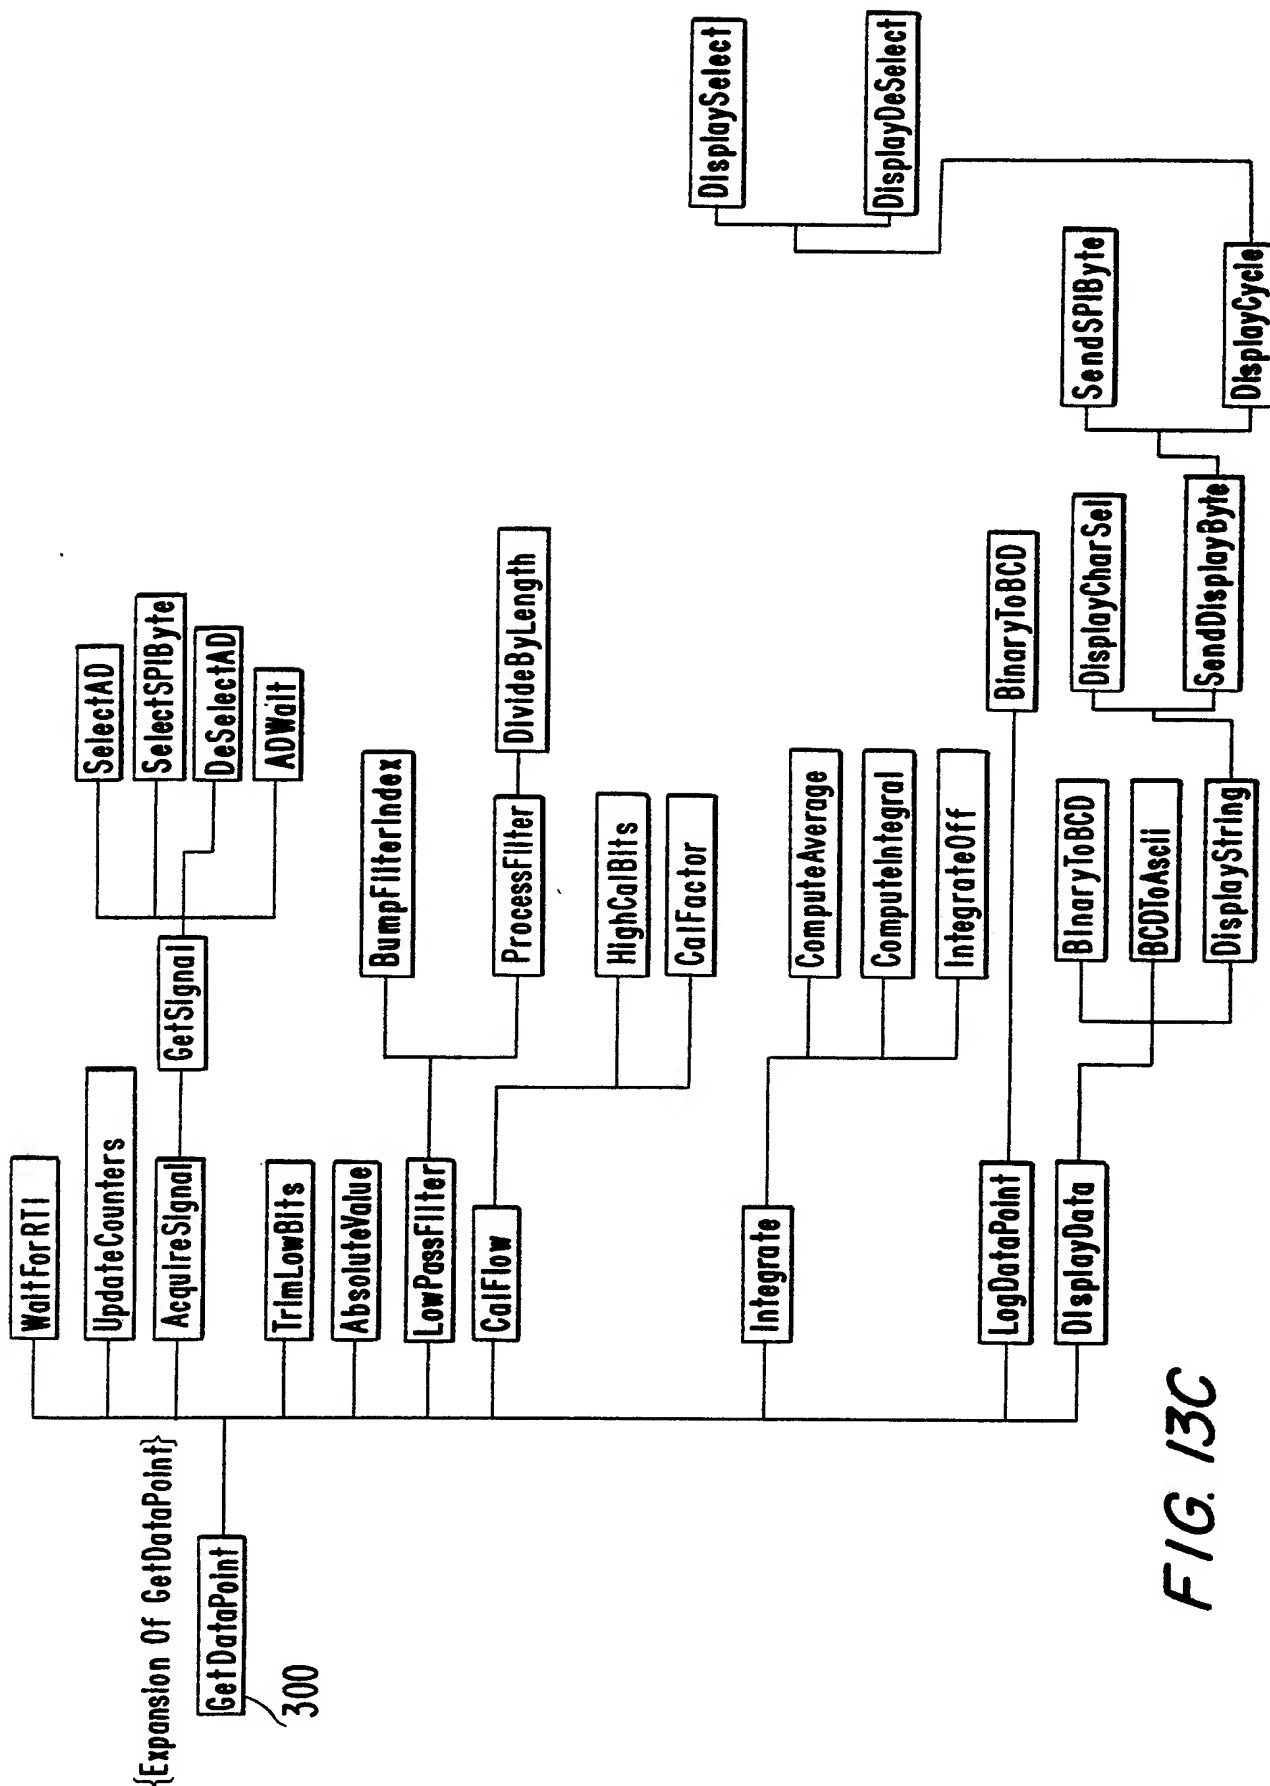 {Expansion Of GetDataPoint}
GetDataPoint
300
WaitForRTI
UpdateCounters
AcquireSignal
GetSignal
SelectAD
SelectSPIByte
DeSelectAD
ADWait
TrimLowBits
AbsoluteValue
LowPassFilter
BumpFilterIndex
ProcessFilter
DivideByLength
CalFlow
HighCalBits
CalFactor
Integrate
ComputeAverage
ComputeIntegral
IntegrateOff
LogDataPoint
BinaryToBCD
DisplayData
BinaryToBCD
BCDToAscii
DisplayString
DisplayCharSel
SendDisplayByte
SendSPIByte
DisplayCycle
DisplaySelect
DisplayDeSelect
FIG. 13C